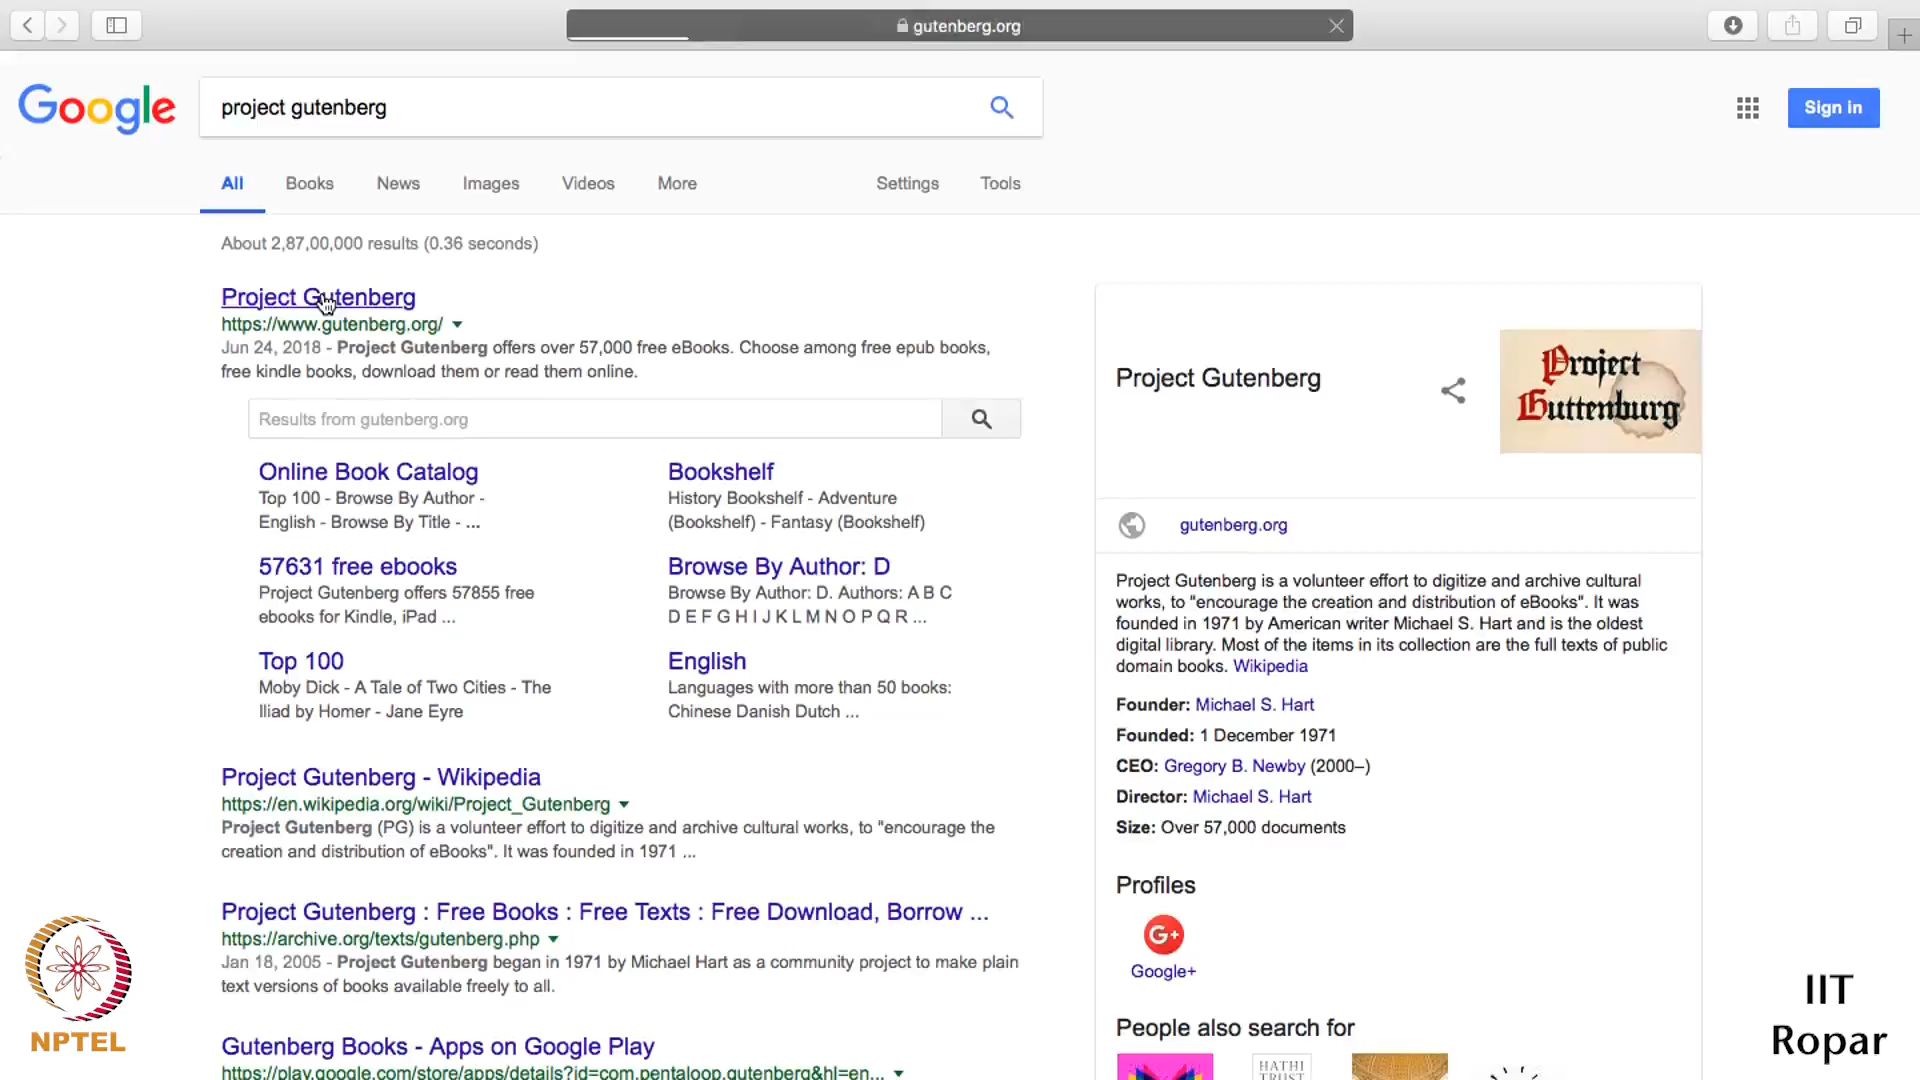 gutenberg.org
Google
project gutenberg
Sign in
All Books News Images Videos More Settings Tools
About 2,87,00,000 results (0.36 seconds)
Project Gutenberg
https://www.gutenberg.org/
Jun 24, 2018 - Project Gutenberg offers over 57,000 free eBooks. Choose among free epub books,
free kindle books, download them or read them online.
Results from gutenberg.org
Online Book Catalog
Top 100 - Browse By Author -
English - Browse By Title - ...
Bookshelf
History Bookshelf - Adventure
(Bookshelf) - Fantasy (Bookshelf)
57631 free ebooks
Project Gutenberg offers 57855 free
ebooks for Kindle, iPad ...
Browse By Author: D
Browse By Author: D. Authors: A B C
D E F G H I J K L M N O P Q R ...
Top 100
Moby Dick - A Tale of Two Cities - The
Iliad by Homer - Jane Eyre
English
Languages with more than 50 books:
Chinese Danish Dutch ...
Project Gutenberg - Wikipedia
https://en.wikipedia.org/wiki/Project_Gutenberg
Project Gutenberg (PG) is a volunteer effort to digitize and archive cultural works, to "encourage the
creation and distribution of eBooks". It was founded in 1971 ...
Project Gutenberg : Free Books : Free Texts : Free Download, Borrow ...
https://archive.org/texts/gutenberg.php
Jan 18, 2005 - Project Gutenberg began in 1971 by Michael Hart as a community project to make plain
text versions of books available freely to all.
Gutenberg Books - Apps on Google Play
https://play.google.com/store/apps/details?id=com.pentaloop.gutenberg&hl=en...
Project Gutenberg
Project
Guttenburg
gutenberg.org
Project Gutenberg is a volunteer effort to digitize and archive cultural
works, to "encourage the creation and distribution of eBooks". It was
founded in 1971 by American writer Michael S. Hart and is the oldest
digital library. Most of the items in its collection are the full texts of public
domain books. Wikipedia
Founder: Michael S. Hart
Founded: 1 December 1971
CEO: Gregory B. Newby (2000–)
Director: Michael S. Hart
Size: Over 57,000 documents
Profiles
G+
Google+
People also search for
HATHI
TRUST
NPTEL
IIT
Ropar